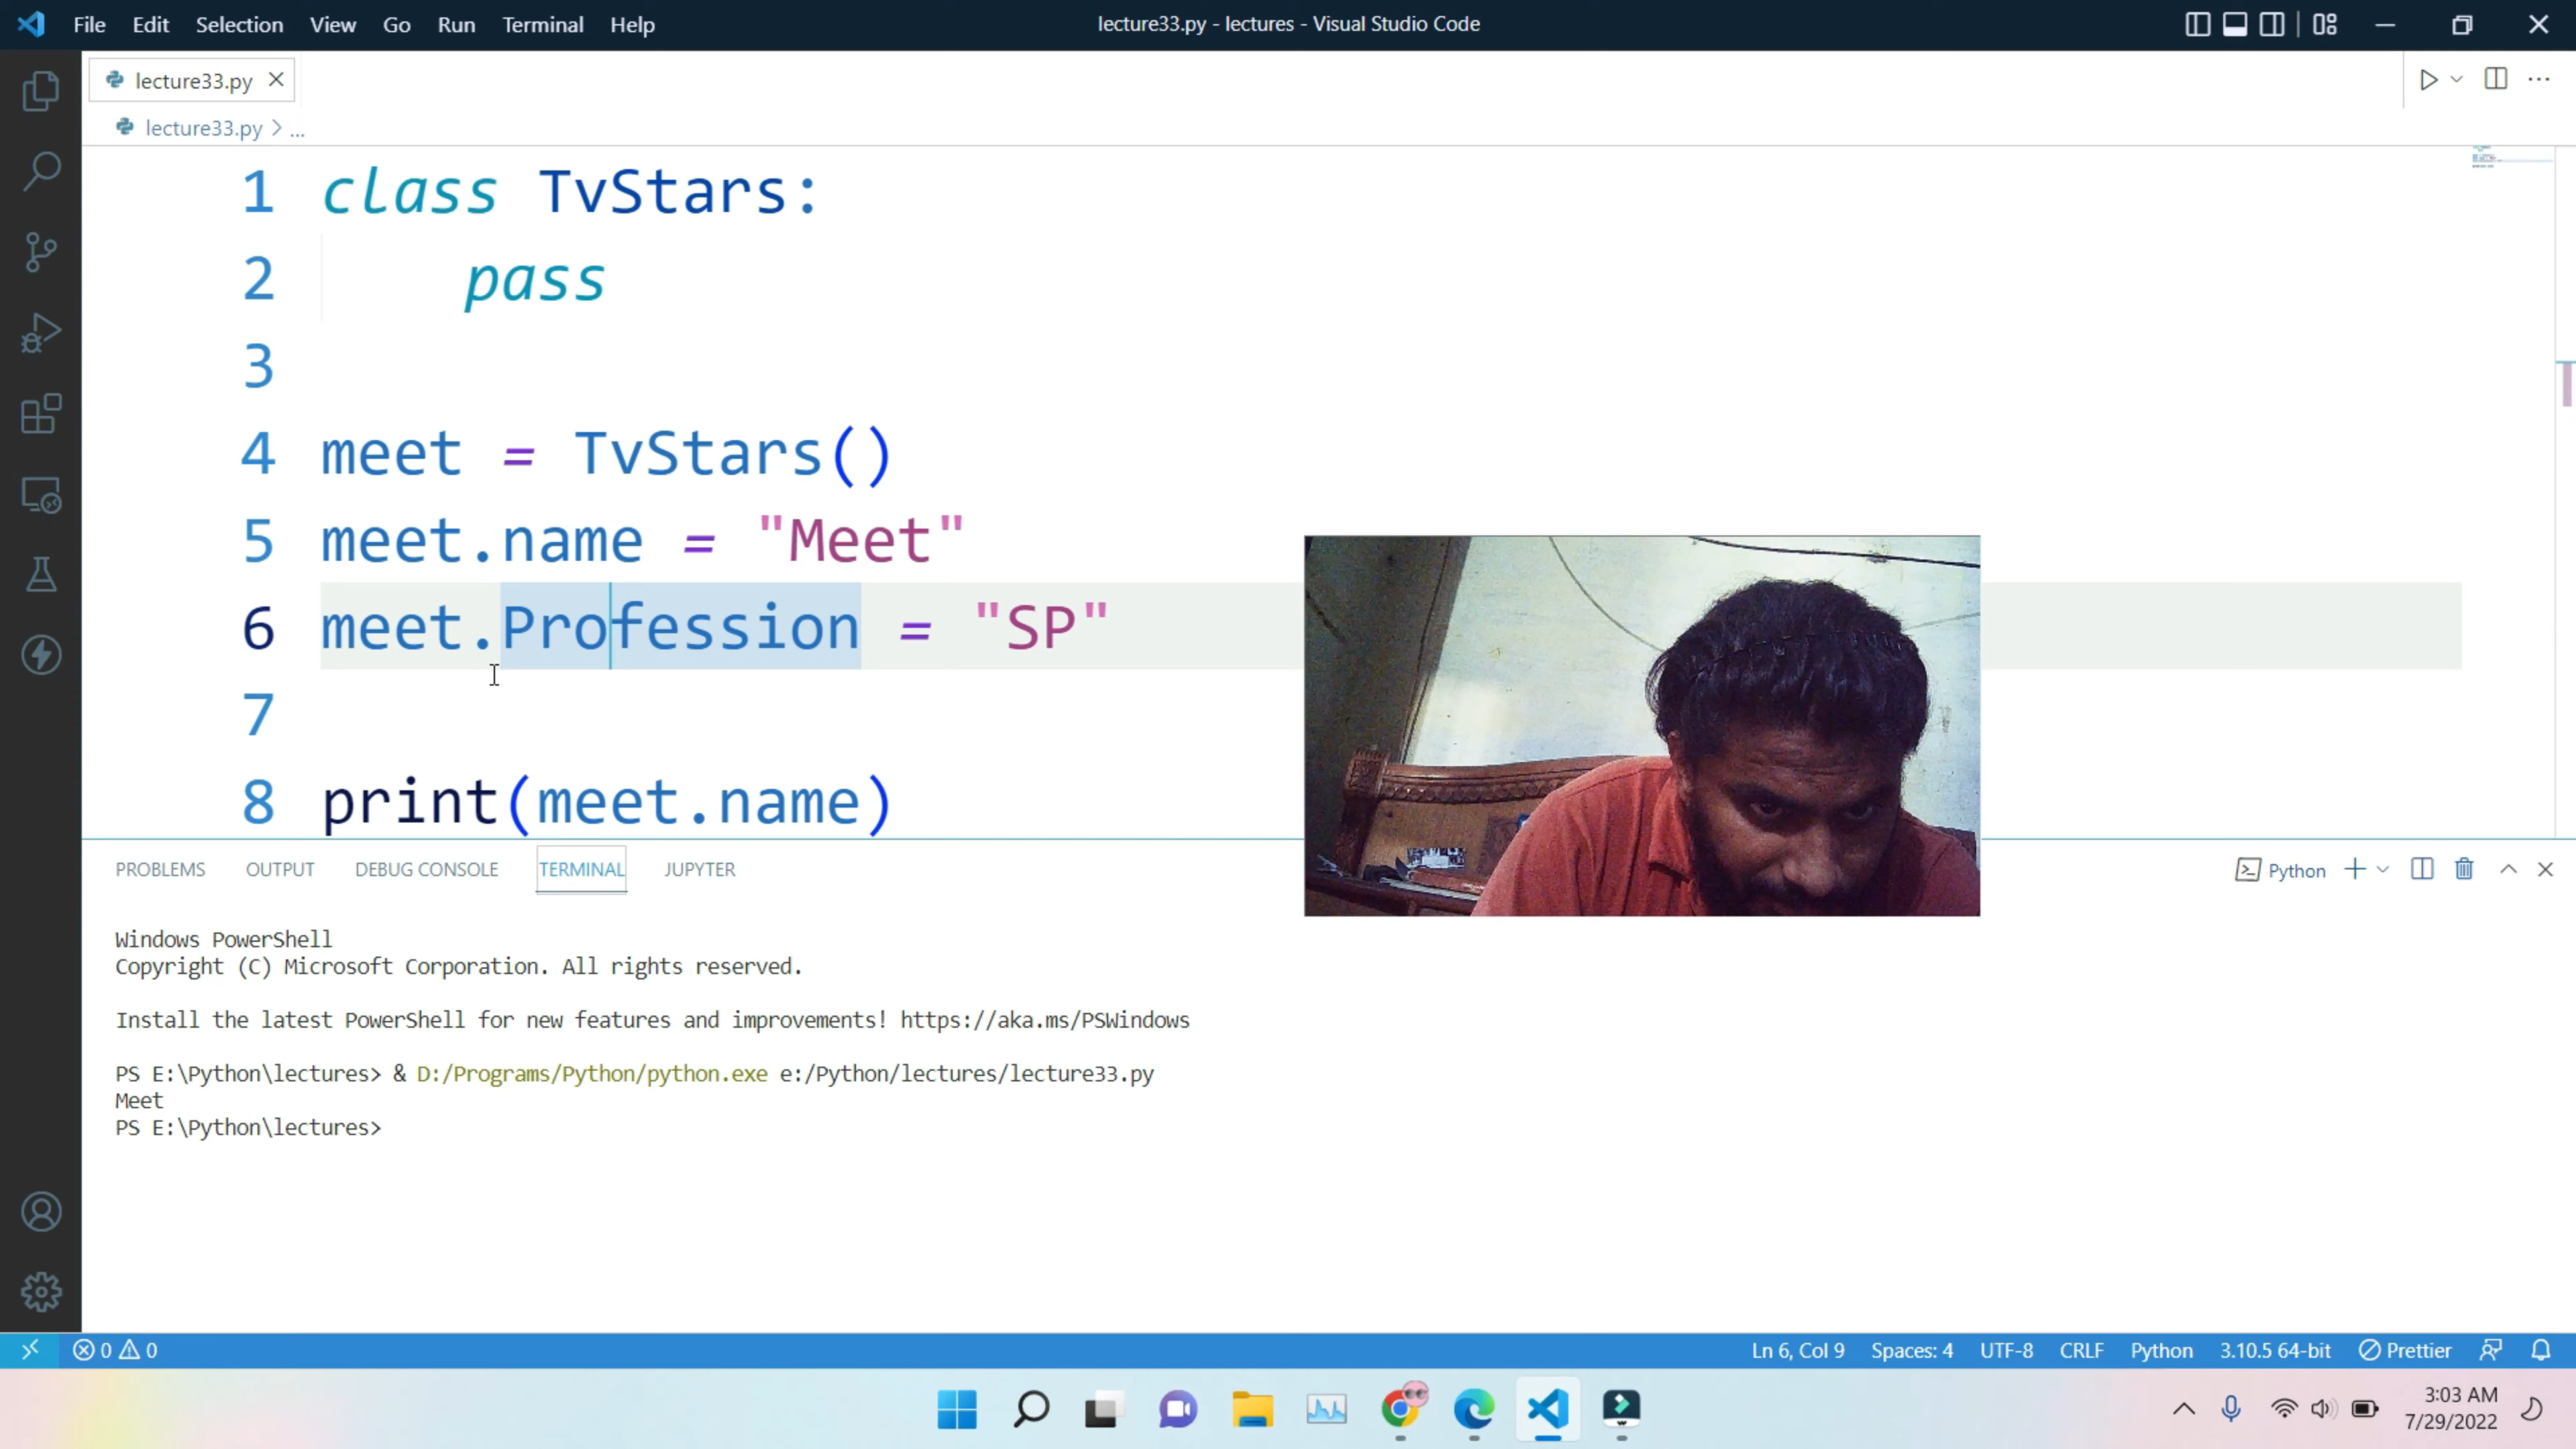 File Edit Selection View Go Run Terminal Help lecture33.py - lectures - Visual Studio Code
lecture33.py
lecture33.py > ...
1 class TvStars:
2 pass
3
4 meet = TvStars()
5 meet.name = "Meet"
6 meet.Profession = "SP"
7
8 print(meet.name)
PROBLEMS OUTPUT DEBUG CONSOLE TERMINAL JUPYTER Python
Windows PowerShell
Copyright (C) Microsoft Corporation. All rights reserved.
Install the latest PowerShell for new features and improvements! https://aka.ms/PSWindows
PS E:\Python\lectures> & D:/Programs/Python/python.exe e:/Python/lectures/lecture33.py
Meet
PS E:\Python\lectures>
0 0 Ln 6, Col 9 Spaces: 4 UTF-8 CRLF Python 3.10.5 64-bit Prettier
3:03 AM
7/29/2022